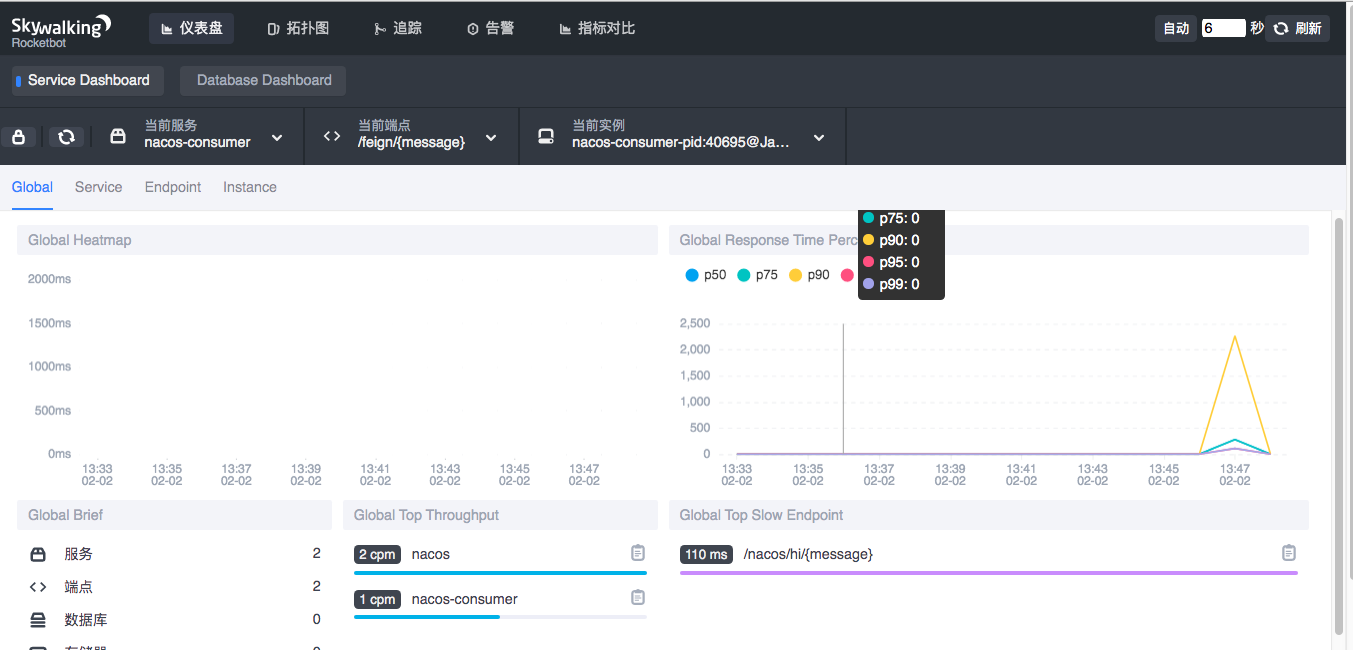 Skywalking
Rocketbot
仪表盘
拓扑图
追踪
告警
指标对比
自动
6
秒
刷新
Service Dashboard
Database Dashboard
当前服务
nacos-consumer
当前端点
/feign/{message}
当前实例
nacos-consumer-pid:40695@Ja...
Global
Service
Endpoint
Instance
Global Heatmap
2000ms
1500ms
1000ms
500ms
0ms
13:33
02-02
13:35
02-02
13:37
02-02
13:39
02-02
13:41
02-02
13:43
02-02
13:45
02-02
13:47
02-02
Global Response Time Perc
p75: 0
p90: 0
p95: 0
p99: 0
p50
p75
p90
2,500
2,000
1,500
1,000
500
0
13:33
02-02
13:35
02-02
13:37
02-02
13:39
02-02
13:41
02-02
13:43
02-02
13:45
02-02
13:47
02-02
Global Brief
服务 2
端点 2
数据库 0
Global Top Throughput
2 cpm nacos
1 cpm nacos-consumer
Global Top Slow Endpoint
110 ms /nacos/hi/{message}